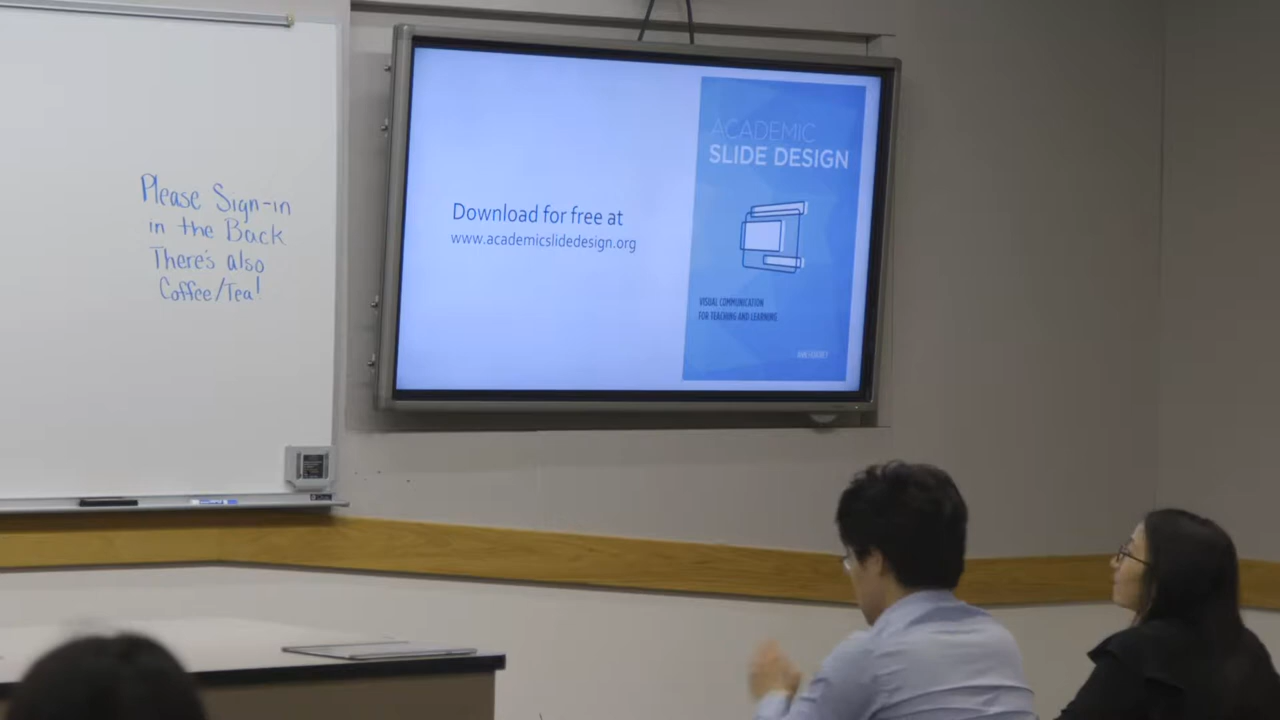 Please Sign-in
in the Back
There's also
Coffee/Tea!
Download for free at
www.academicslidedesign.org
ACADEMIC
SLIDE DESIGN
VISUAL COMMUNICATION
FOR TEACHING AND LEARNING